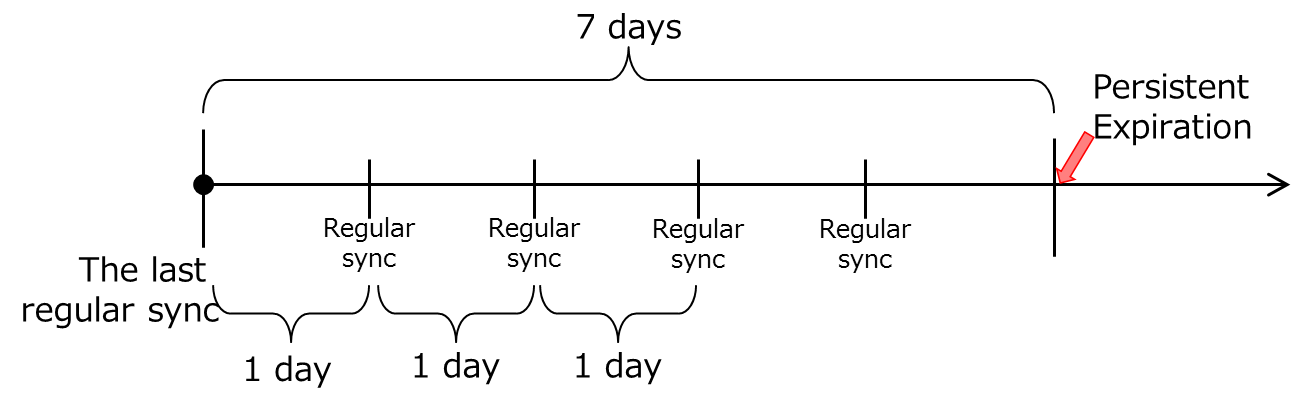 7 days
Persistent
Expiration
Regular
sync
Regular
sync
Regular
sync
Regular
sync
The last
regular sync
1 day
1 day
1 day